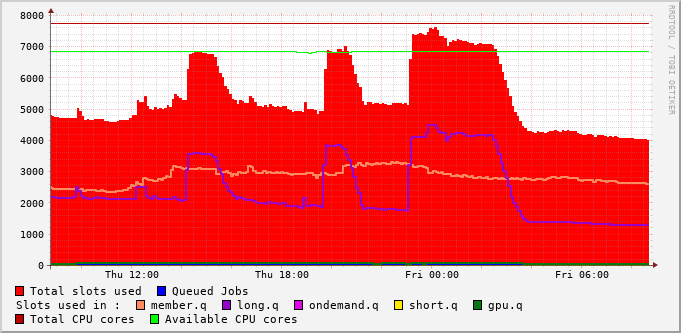 8000
7000
6000
5000
4000
3000
2000
1000
0
Thu 12:00 Thu 18:00 Fri 00:00 Fri 06:00
Total slots used Queued Jobs
Slots used in : member.q long.q ondemand.q short.q gpu.q
Total CPU cores Available CPU cores
RRDTOOL / TOBI OETIKER